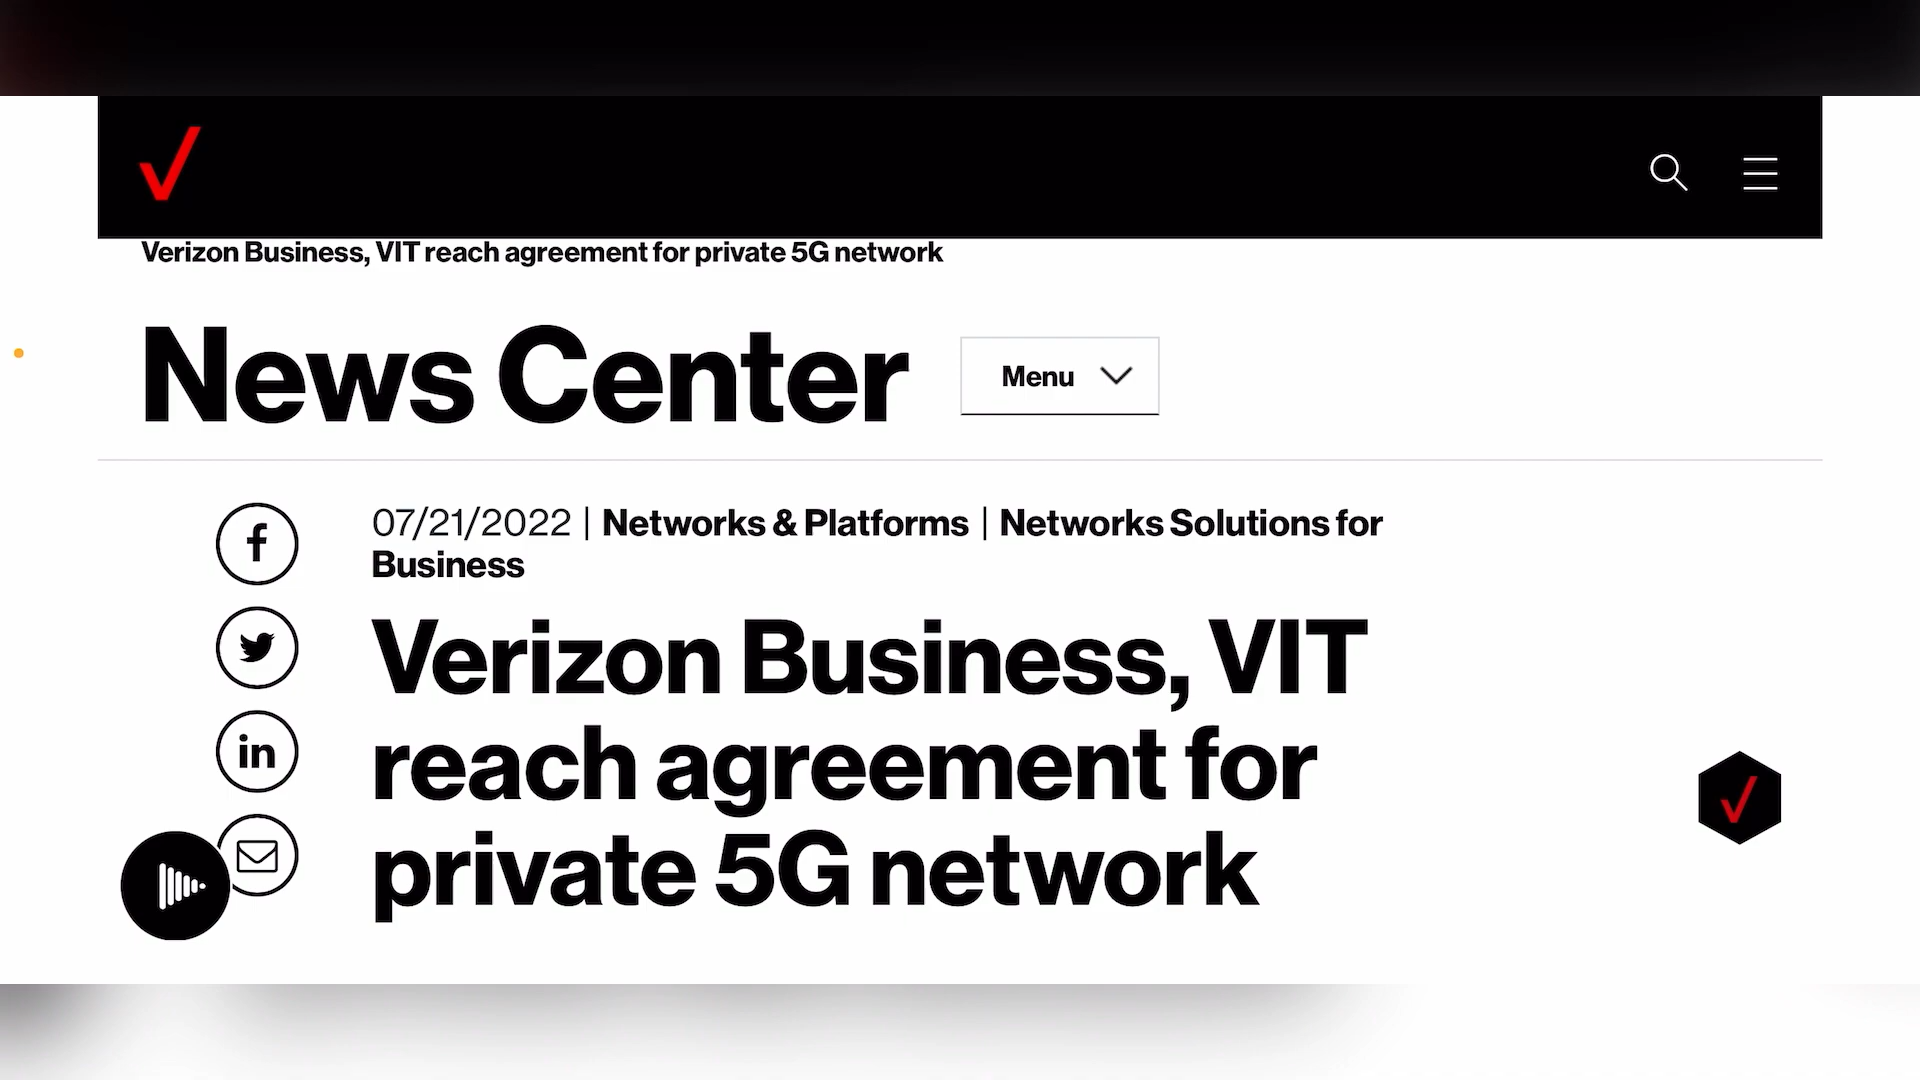 Verizon Business, VIT reach agreement for private 5G network
News Center
Menu
07/21/2022 | Networks & Platforms | Networks Solutions for
Business
Verizon Business, VIT
reach agreement for
private 5G network